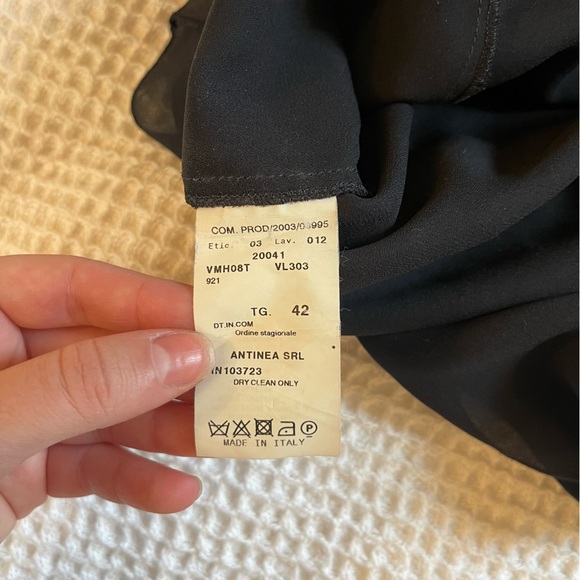 COM. PROD/2003/03995
Etic. 03 Lav. 012
20041
VMH08T VL303
921
TG. 42
DT.IN.COM
Ordine stagionale
ANTINEA SRL
IN103723
DRY CLEAN ONLY
P
MADE IN ITALY